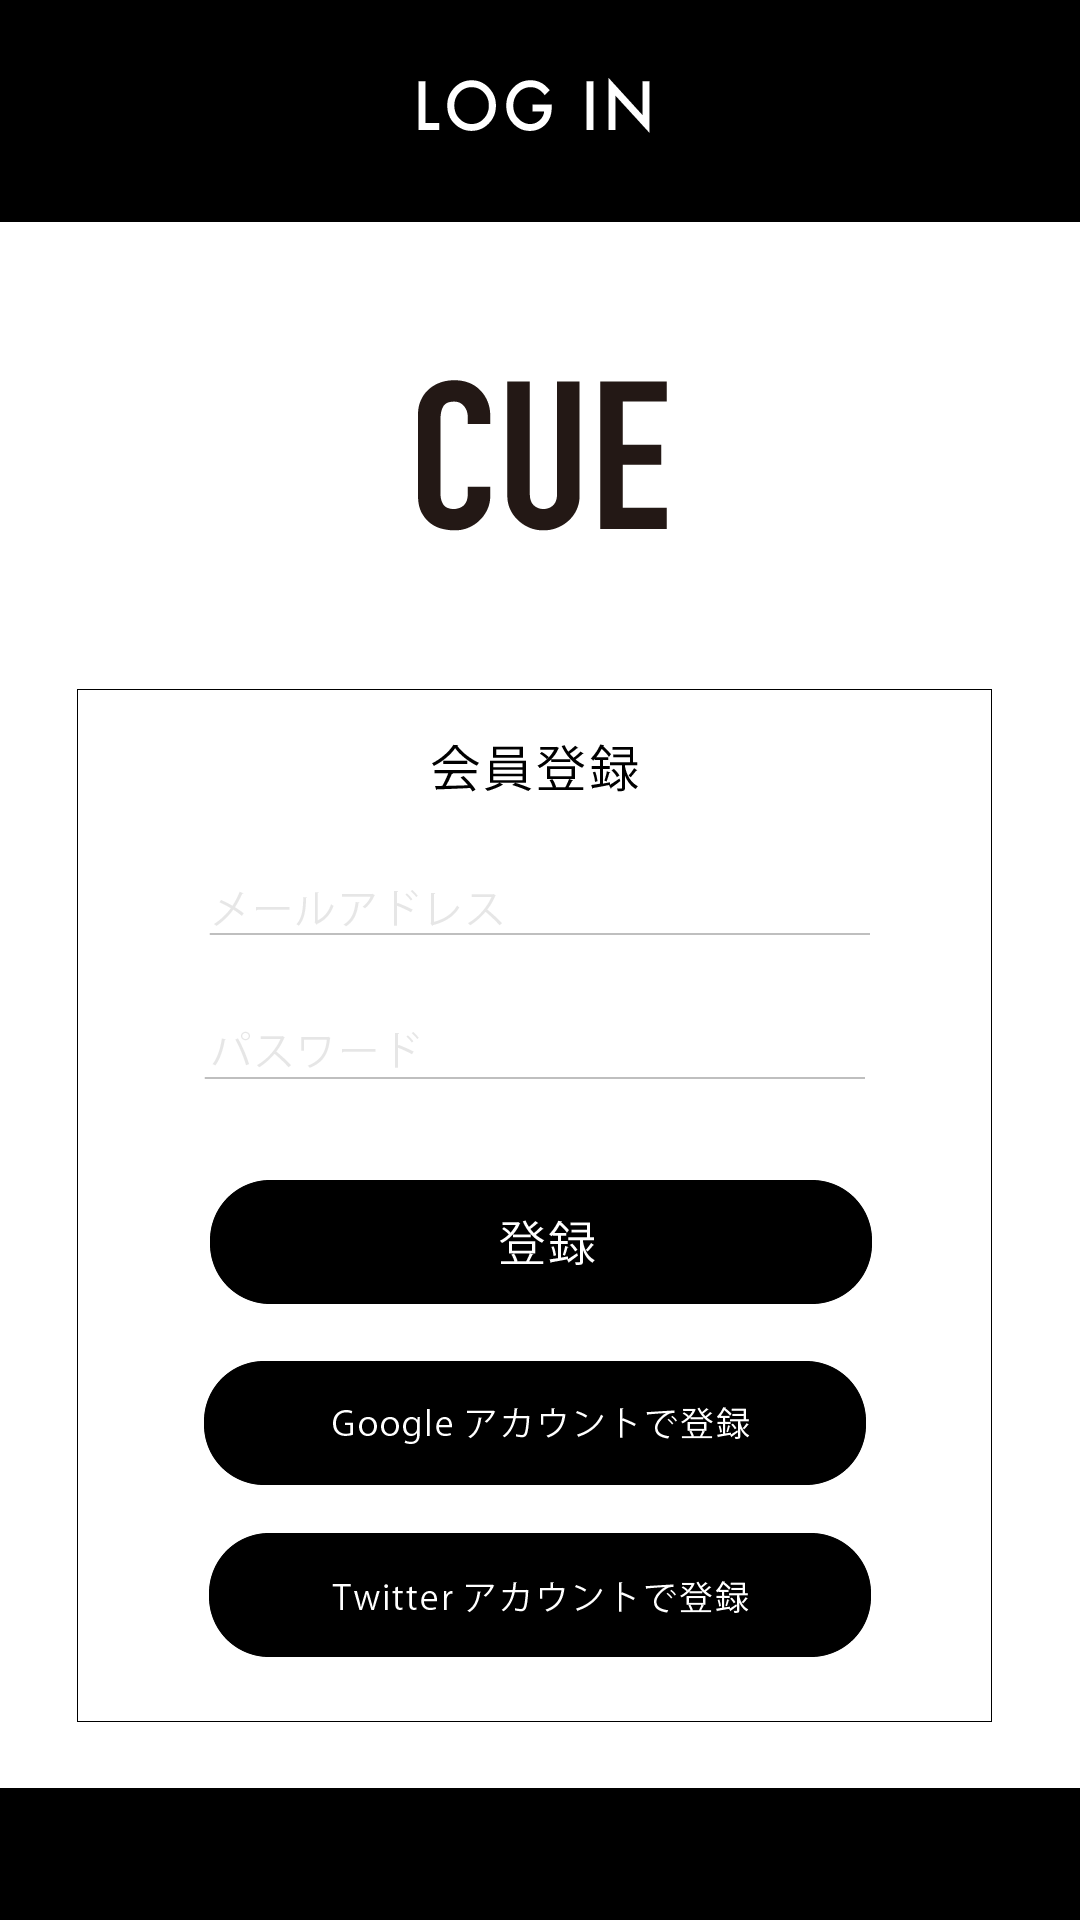 LOG IN
CUE
会員登録
メールアドレス
パスワード
登録
Google アカウントで登録
Twitter アカウントで登録